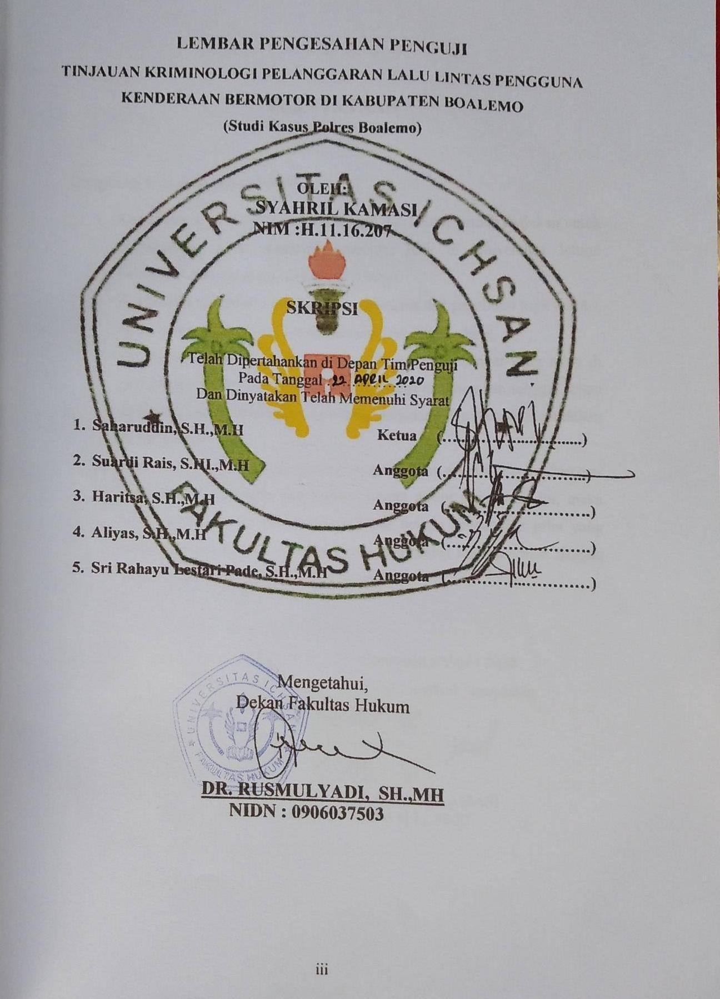 LEMBAR PENGESAHAN PENGUJI
TINJAUAN KRIMINOLOGI PELANGGARAN LALU LINTAS PENGGUNA
KENDERAAN BERMOTOR DI KABUPATEN BOALEMO
(Studi Kasus Polres Boalemo)
UNIVERSITAS ICHSAN
OLEH:
SYAHRIL KAMASI
NIM :H.11.16.207
SKRIPSI
Telah Dipertahankan di Depan Tim Penguji
Pada Tanggal 22 APRIL 2020
Dan Dinyatakan Telah Memenuhi Syarat
1. Saharuddin, S.H.,M.H Ketua (..............................)
2. Suardi Rais, S.HI.,M.H Anggota (..............................)
3. Haritsa, S.H.,M.H Anggota (..............................)
4. Aliyas, S.H.,M.H Anggota (..............................)
5. Sri Rahayu Lestari Pade, S.H.,M.H Anggota (..............................)
FAKULTAS HUKUM
Mengetahui,
Dekan Fakultas Hukum
UNIVERSITAS ICHSAN
FAKULTAS HUKUM
DR. RUSMULYADI, SH.,MH
NIDN : 0906037503
iii